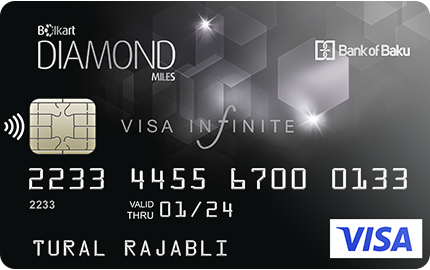 Bolkart
DIAMOND
MILES
Bank of Baku
VISA INFINITE
2233 4455 6700 0133
2233
VALID
THRU 01/24
TURAL RAJABLI
VISA